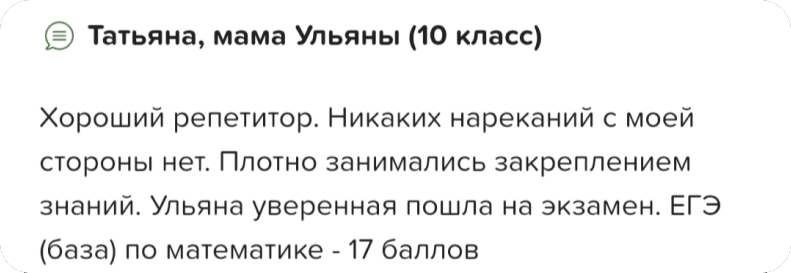 Татьяна, мама Ульяны (10 класс)
Хороший репетитор. Никаких нареканий с моей
стороны нет. Плотно занимались закреплением
знаний. Ульяна уверенная пошла на экзамен. ЕГЭ
(база) по математике - 17 баллов